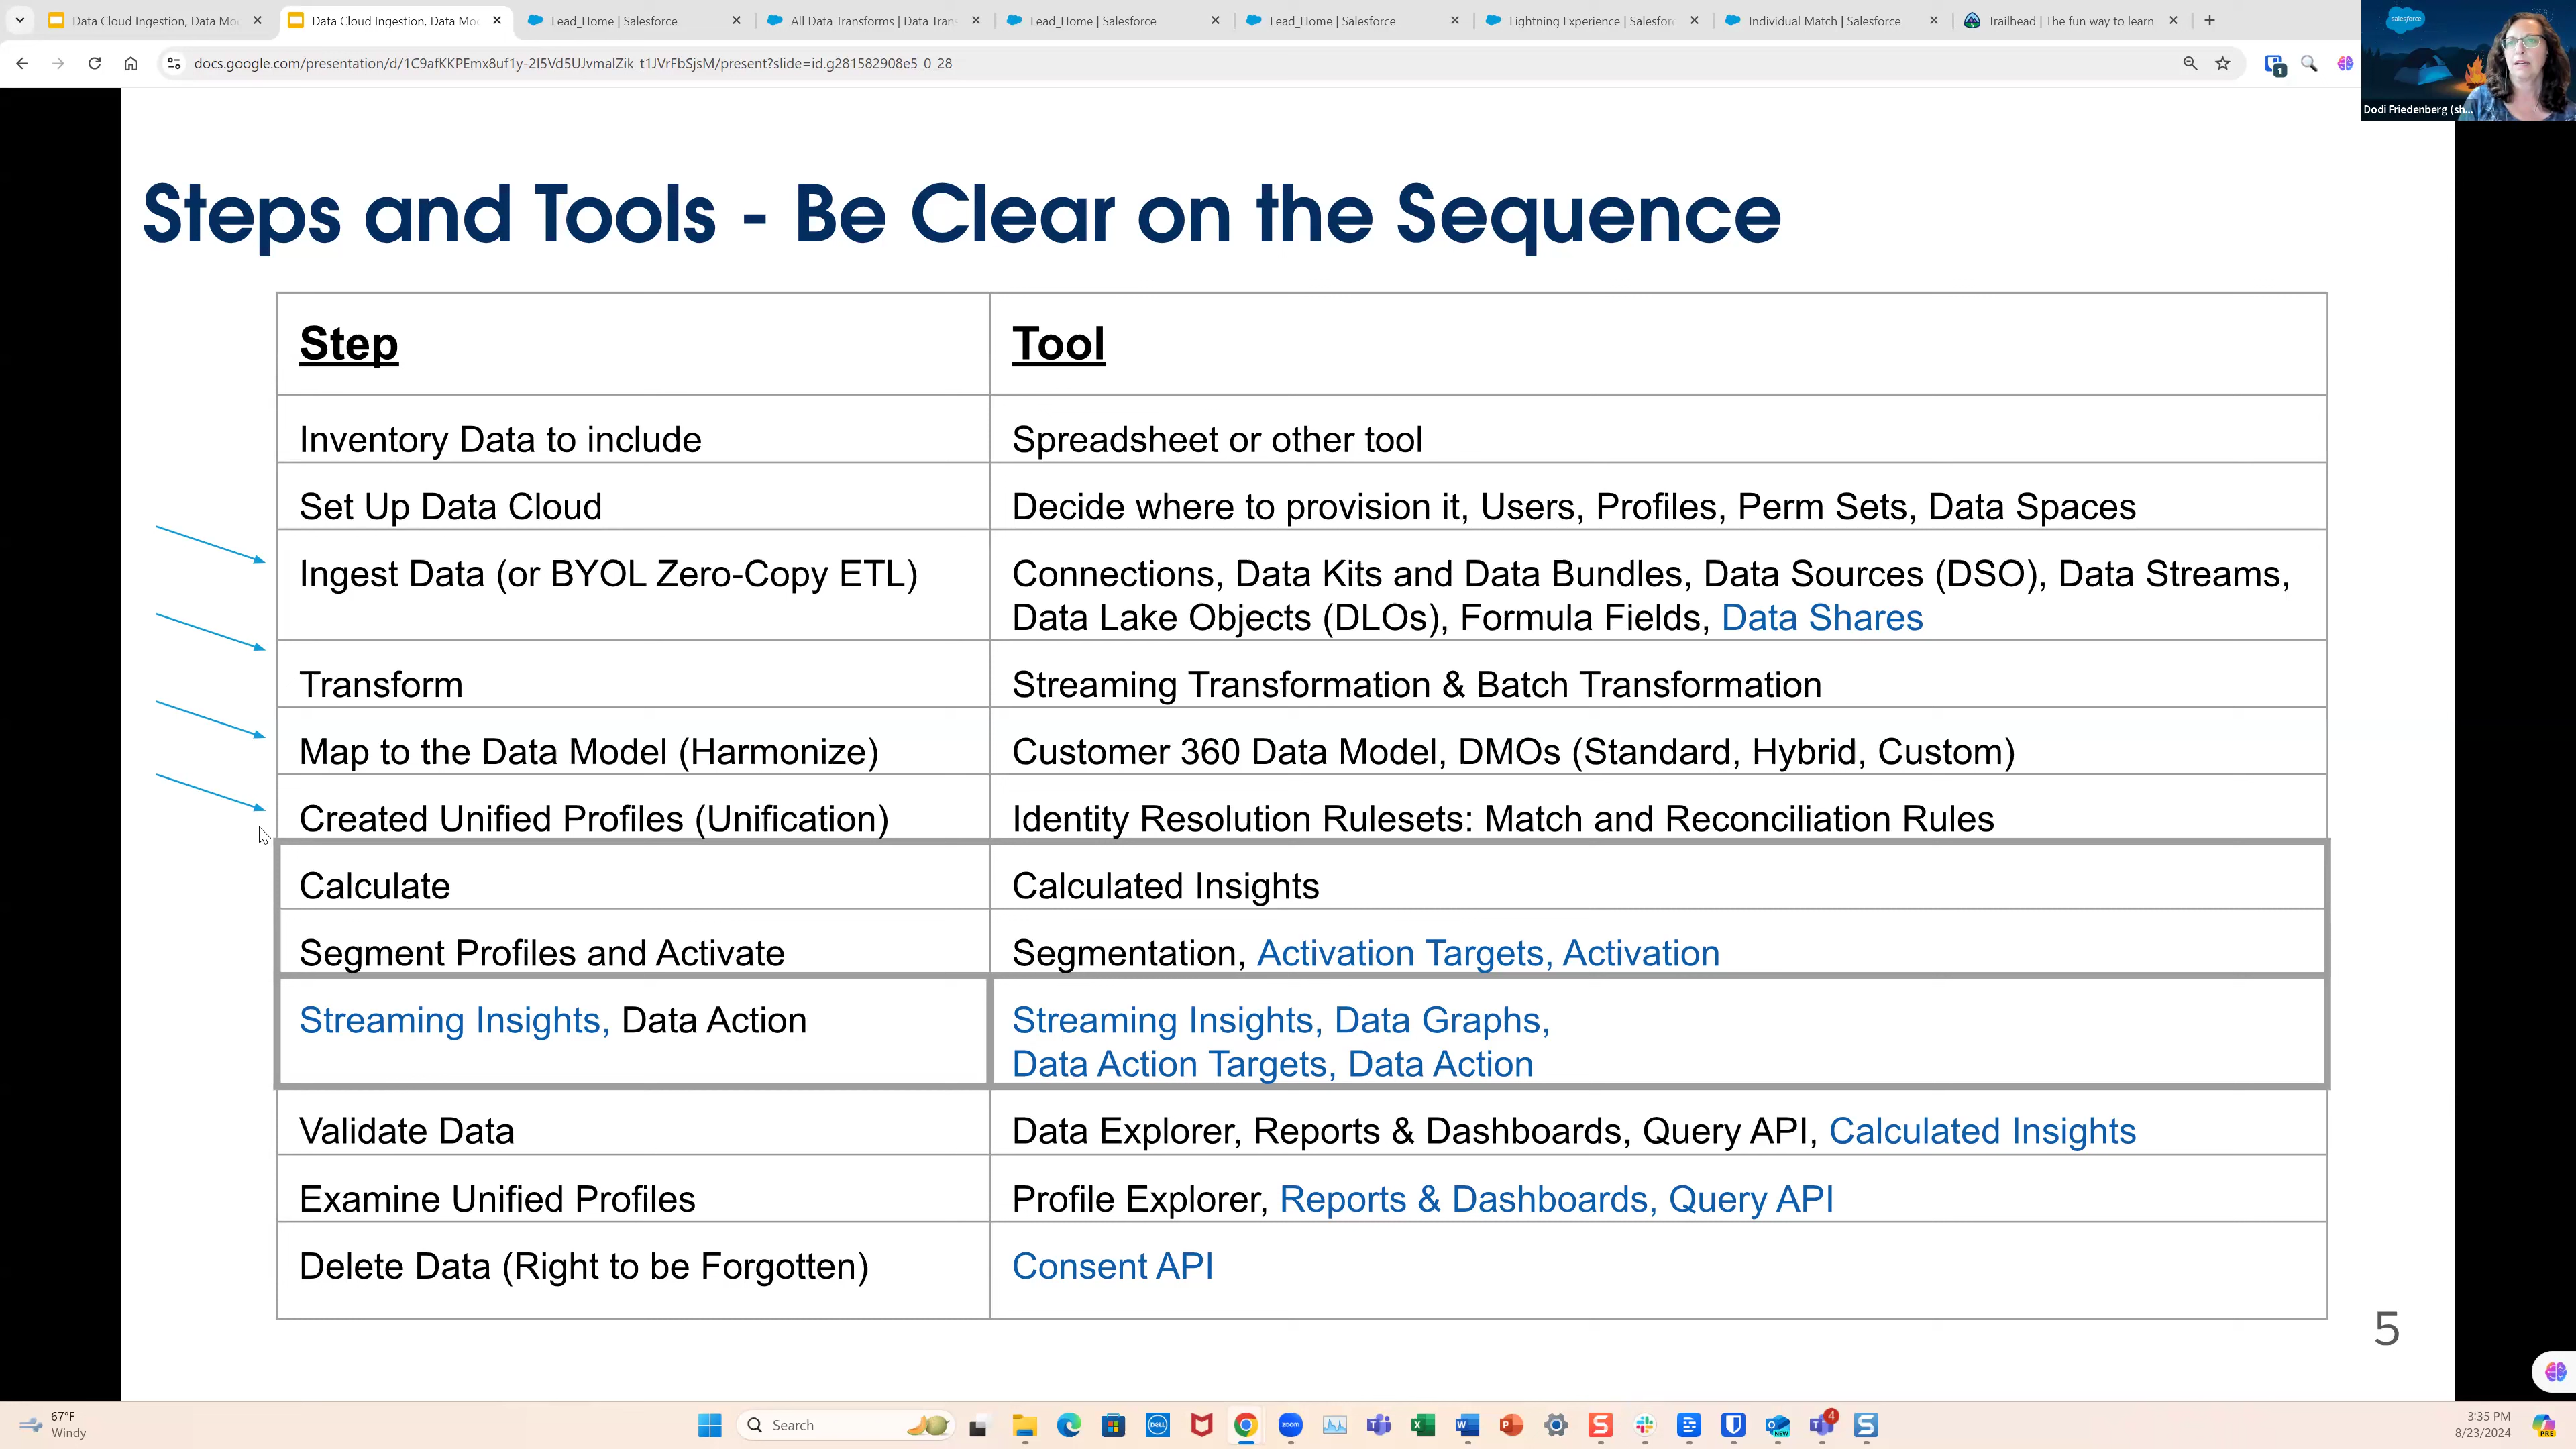 Data Cloud Ingestion, Data Mo
Data Cloud Ingestion, Data Mo
Lead_Home | Salesforce
All Data Transforms | Data Tran
Lead_Home | Salesforce
Lead_Home | Salesforce
Lightning Experience | Salesfor
Individual Match | Salesforce
Trailhead | The fun way to learn
docs.google.com/presentation/d/1C9afKKPEmx8uf1y-2I5Vd5UJvmalZik_t1JVrFbSjsM/present?slide=id.g281582908e5_0_28
1
salesforce
Dodi Friedenberg (sh...
Steps and Tools - Be Clear on the Sequence
Step
Tool
Inventory Data to include
Spreadsheet or other tool
Set Up Data Cloud
Decide where to provision it, Users, Profiles, Perm Sets, Data Spaces
Ingest Data (or BYOL Zero-Copy ETL)
Connections, Data Kits and Data Bundles, Data Sources (DSO), Data Streams,
Data Lake Objects (DLOs), Formula Fields, Data Shares
Transform
Streaming Transformation & Batch Transformation
Map to the Data Model (Harmonize)
Customer 360 Data Model, DMOs (Standard, Hybrid, Custom)
Created Unified Profiles (Unification)
Identity Resolution Rulesets: Match and Reconciliation Rules
Calculate
Calculated Insights
Segment Profiles and Activate
Segmentation, Activation Targets, Activation
Streaming Insights, Data Action
Streaming Insights, Data Graphs,
Data Action Targets, Data Action
Validate Data
Data Explorer, Reports & Dashboards, Query API, Calculated Insights
Examine Unified Profiles
Profile Explorer, Reports & Dashboards, Query API
Delete Data (Right to be Forgotten)
Consent API
5
67°F
Windy
Search
DELL
zoom
NEW
4
3:35 PM
8/23/2024
PRE